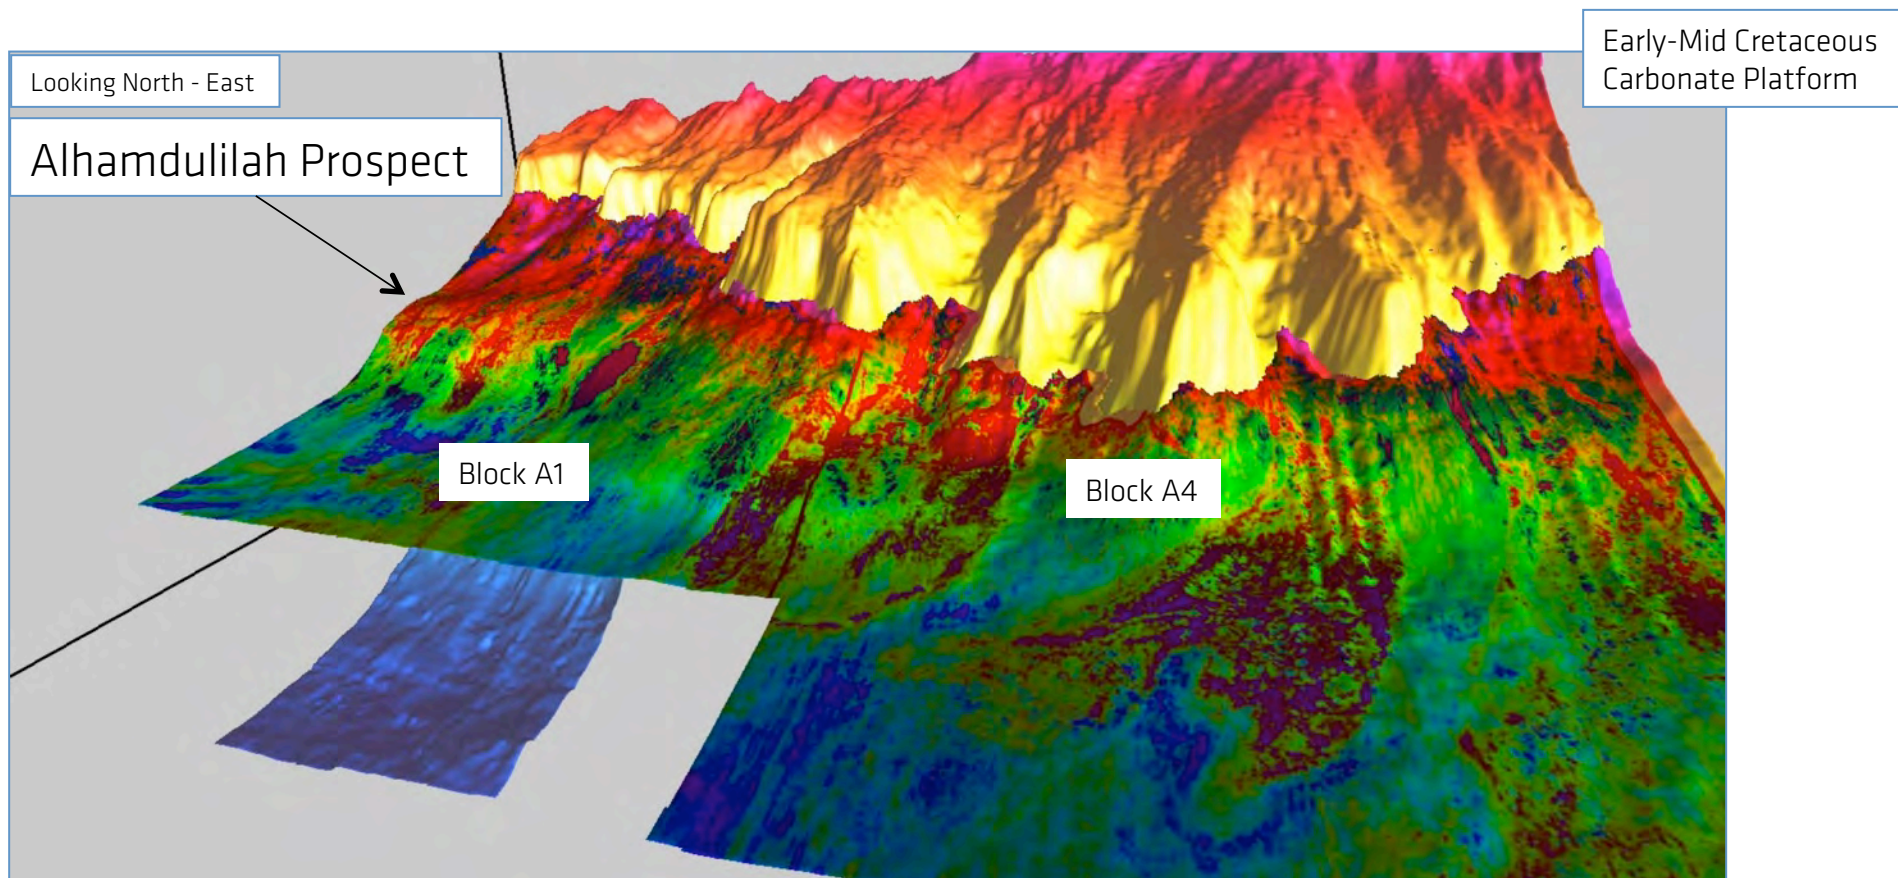 Early-Mid Cretaceous
Carbonate Platform
Looking North - East
Alhamdulilah Prospect
Block A1
Block A4